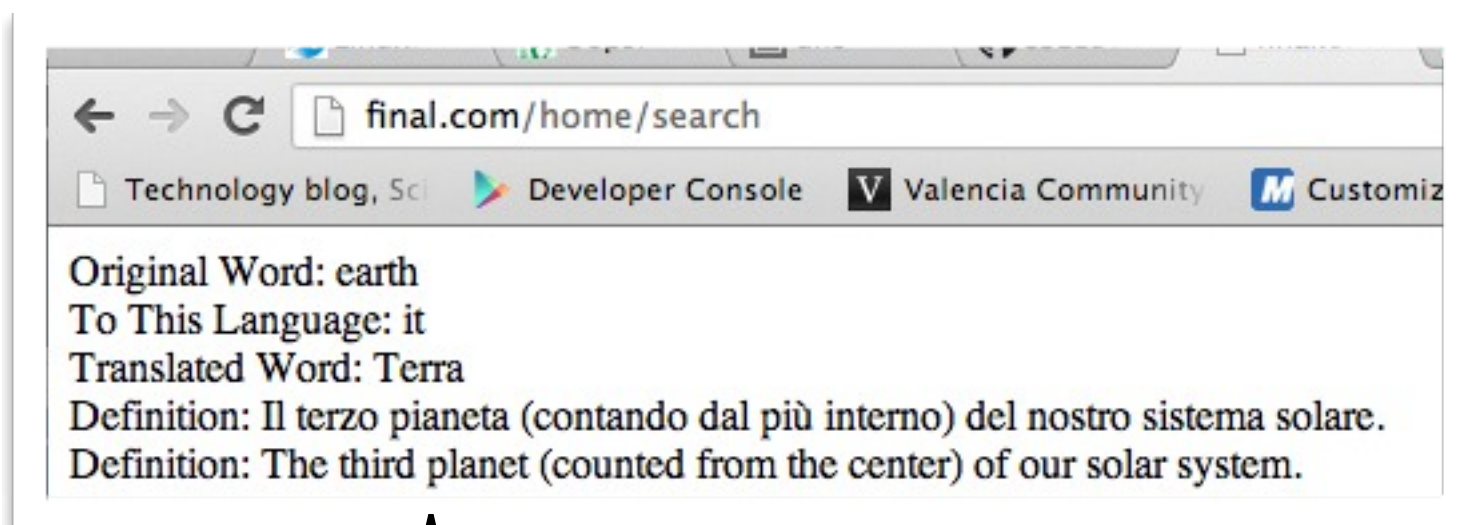 final.com/home/search
Technology blog, Sci Developer Console Valencia Community Customiz
Original Word: earth
To This Language: it
Translated Word: Terra
Definition: Il terzo pianeta (contando dal più interno) del nostro sistema solare.
Definition: The third planet (counted from the center) of our solar system.